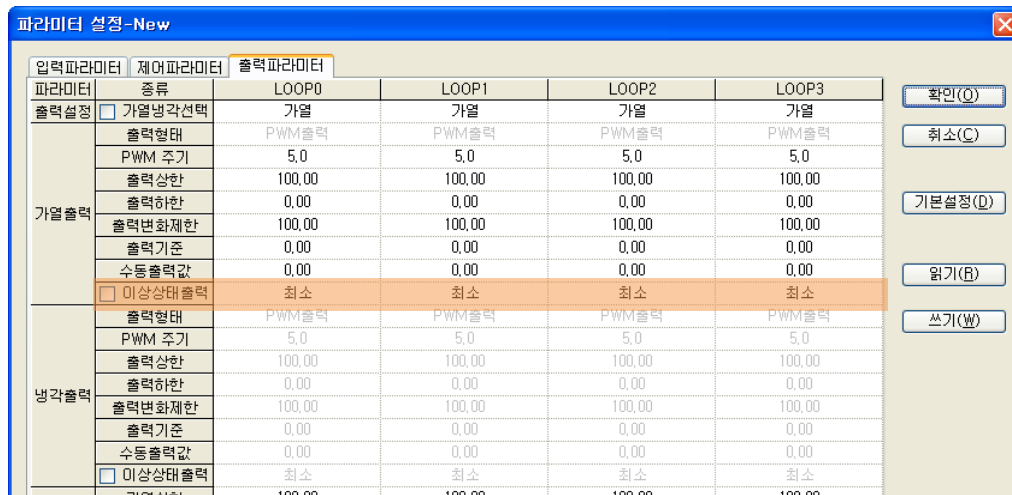 파라미터 설정-New
입력파라미터 제어파라미터 출력파라미터
파라미터 종류 LOOP0 LOOP1 LOOP2 LOOP3
출력설정 가열냉각선택 가열 가열 가열 가열
가열출력
출력형태 PWM출력 PWM출력 PWM출력 PWM출력
PWM 주기 5,0 5,0 5,0 5,0
출력상한 100,00 100,00 100,00 100,00
출력하한 0,00 0,00 0,00 0,00
출력변화제한 100,00 100,00 100,00 100,00
출력기준 0,00 0,00 0,00 0,00
수동출력값 0,00 0,00 0,00 0,00
이상상태출력 최소 최소 최소 최소
냉각출력
출력형태 PWM출력 PWM출력 PWM출력 PWM출력
PWM 주기 5,0 5,0 5,0 5,0
출력상한 100,00 100,00 100,00 100,00
출력하한 0,00 0,00 0,00 0,00
출력변화제한 100,00 100,00 100,00 100,00
출력기준 0,00 0,00 0,00 0,00
수동출력값 0,00 0,00 0,00 0,00
이상상태출력 최소 최소 최소 최소
확인(O)
취소(C)
기본설정(D)
읽기(R)
쓰기(W)